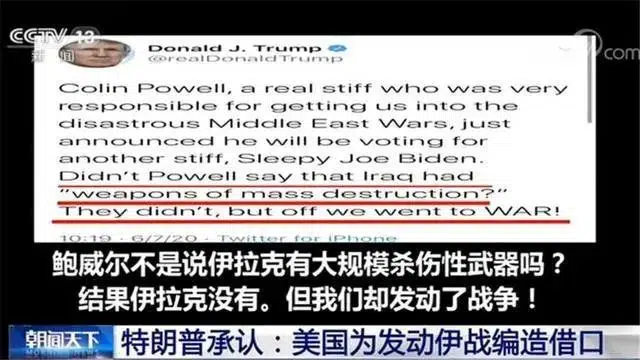 CCTV 13
新闻
com
Donald J. Trump
@realDonaldTrump
Colin Powell, a real stiff who was very
responsible for getting us into the
disastrous Middle East Wars, just
announced he will be voting for
another stiff, Sleepy Joe Biden.
Didn't Powell say that Iraq had
"weapons of mass destruction?"
They didn't, but off we went to WAR!
10:19 · 6/7/20 · Twitter for iPhone
鲍威尔不是说伊拉克有大规模杀伤性武器吗？
结果伊拉克没有。但我们却发动了战争！
朝闻天下
特朗普承认：美国为发动伊战编造借口